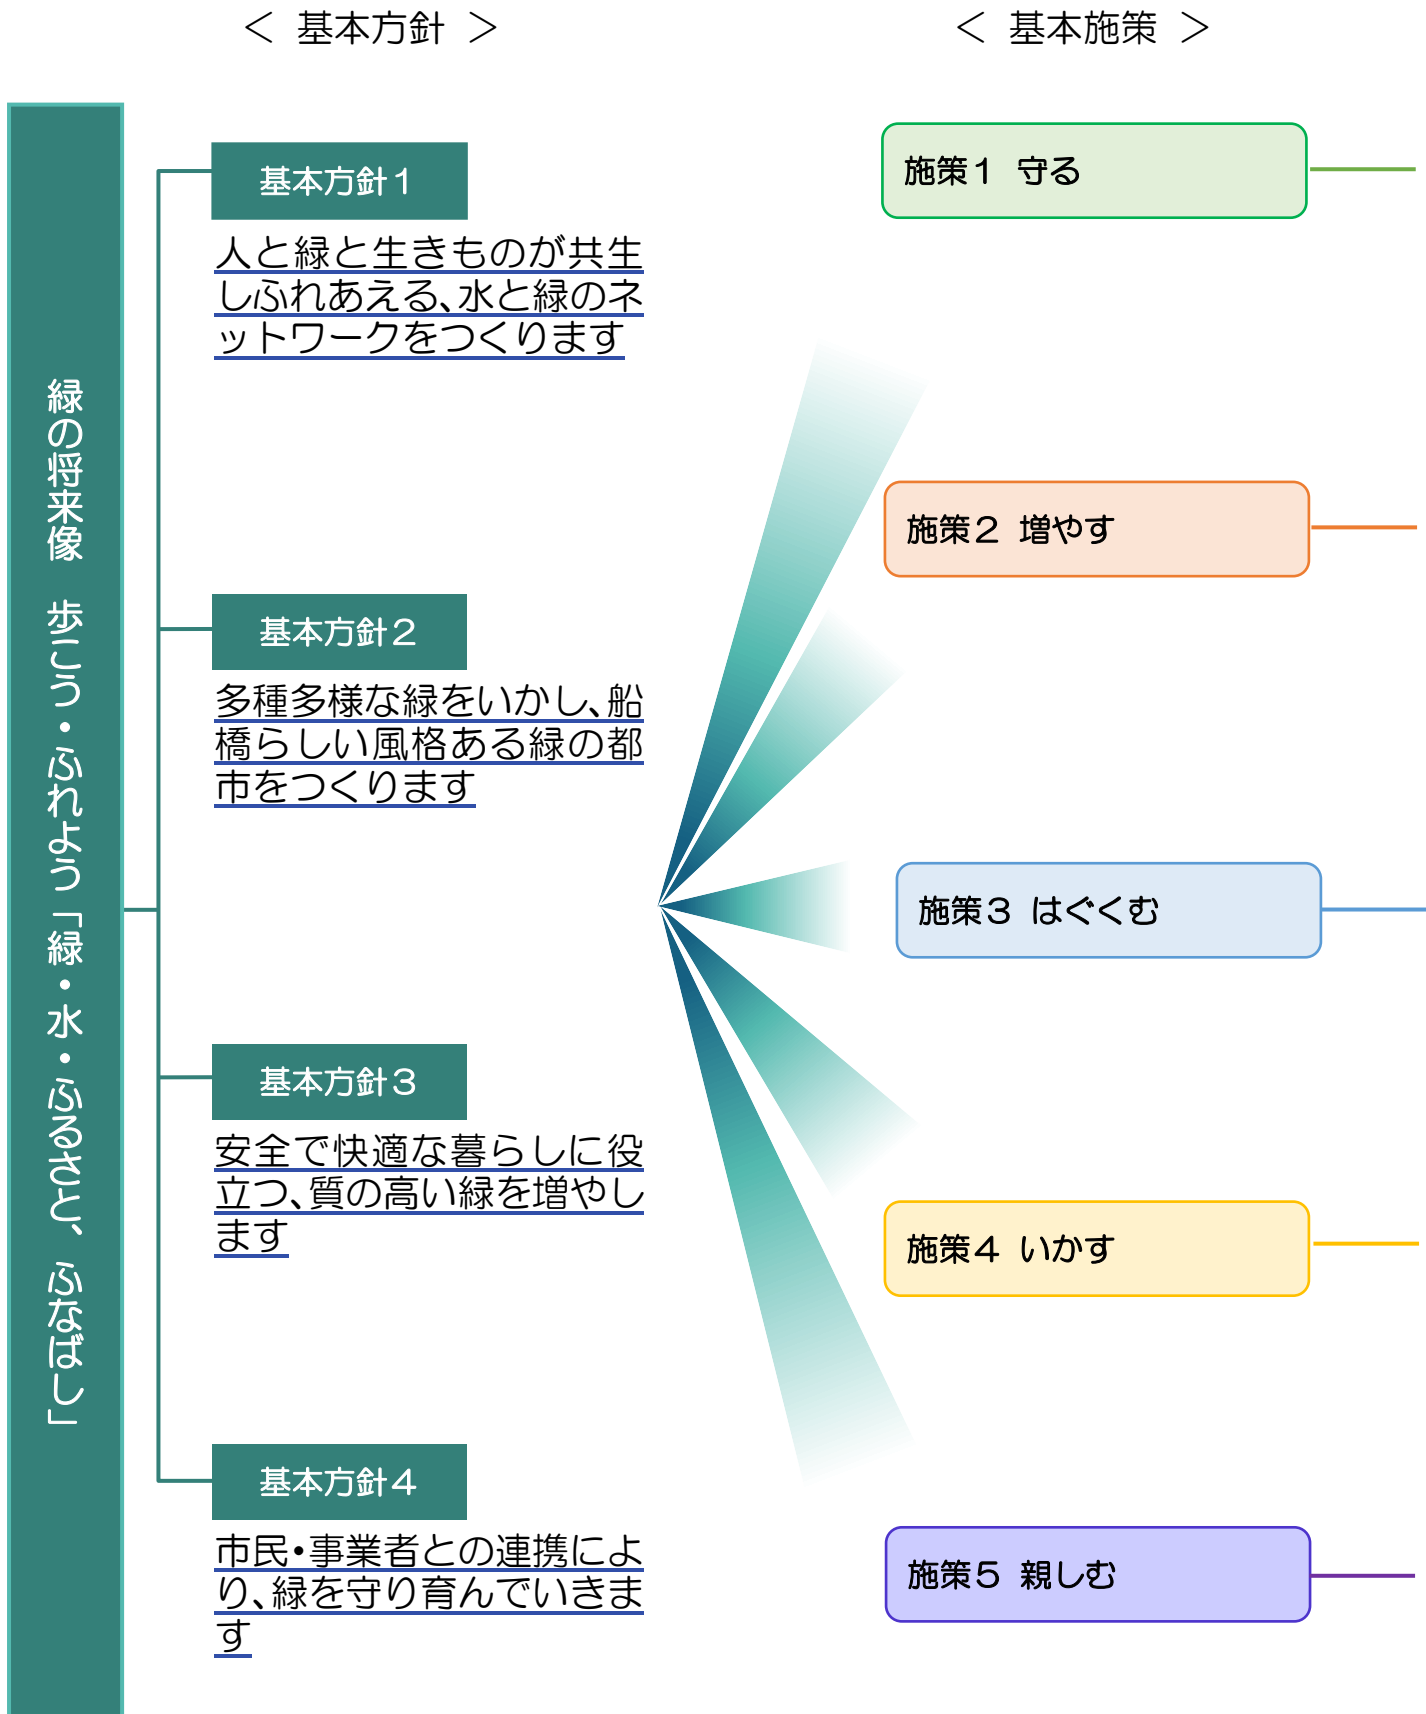 ＜ 基本方針 ＞
＜ 基本施策 ＞
緑の将来像　歩こう・ふれよう「緑・水・ふるさと、ふなばし」
基本方針１
人と緑と生きものが共生
しふれあえる、水と緑のネ
ットワークをつくります
基本方針２
多種多様な緑をいかし、船
橋らしい風格ある緑の都
市をつくります
基本方針３
安全で快適な暮らしに役
立つ、質の高い緑を増やし
ます
基本方針４
市民・事業者との連携によ
り、緑を守り育んでいきま
す
施策１ 守る
施策２ 増やす
施策３ はぐくむ
施策４ いかす
施策５ 親しむ